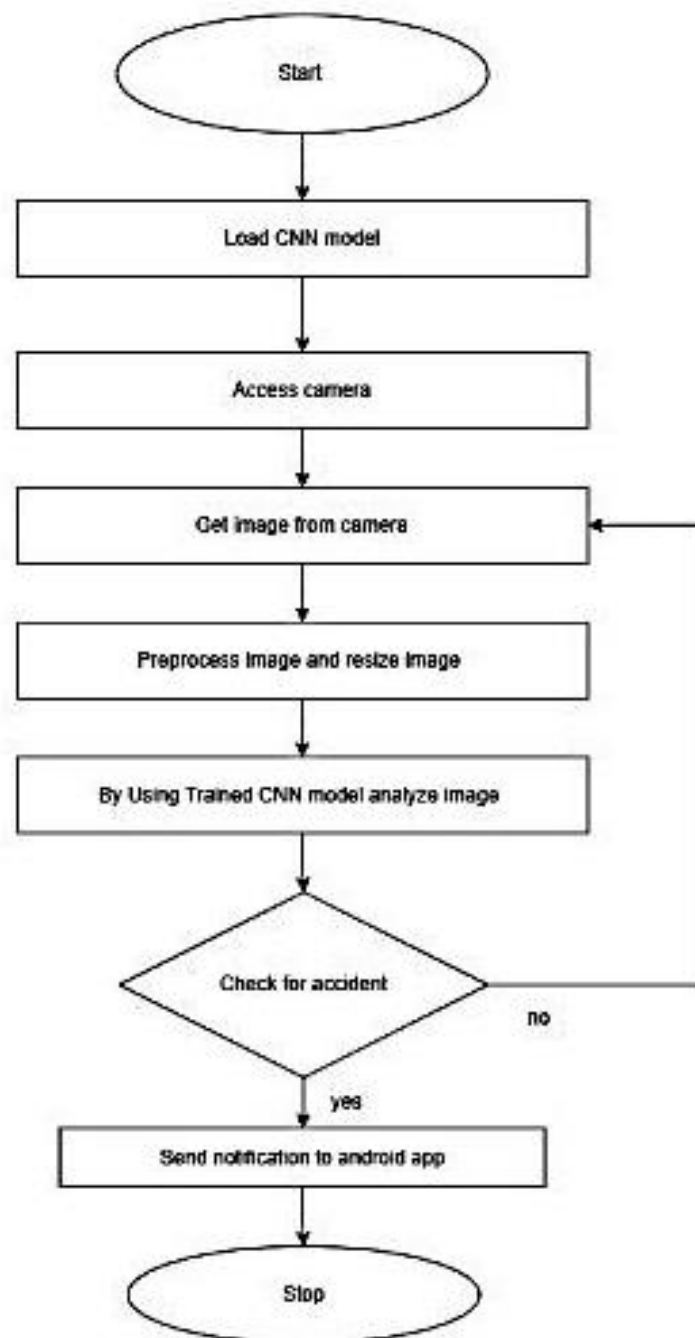 Start
Load CNN model
Access camera
Get image from camera
Preprocess image and resize image
By Using Trained CNN model analyze image
Check for accident
no
yes
Send notification to android app
Stop